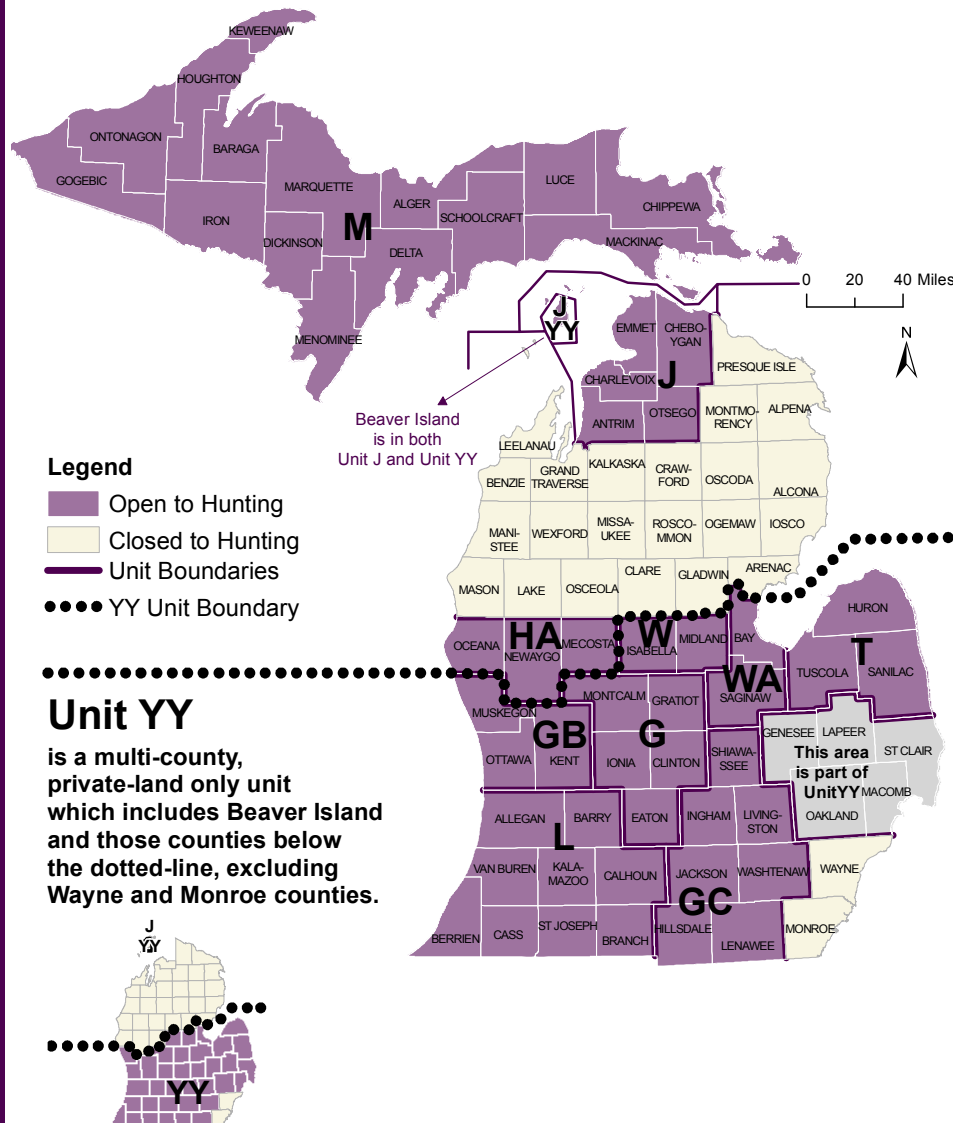 KEWEENAW
HOUGHTON
ONTONAGON
BARAGA
GOGEBIC
MARQUETTE
LUCE
ALGER
CHIPPEWA
IRON
SCHOOLCRAFT
DICKINSON
M
DELTA
MACKINAC
MENOMINEE
0 20 40 Miles
N
J
YY
EMMET
CHEBO-
YGAN
PRESQUE ISLE
CHARLEVOIX
J
Beaver Island
is in both
Unit J and Unit YY
ANTRIM
OTSEGO
MONTMO-
RENCY
ALPENA
LEELANAU
BENZIE
GRAND
TRAVERSE
KALKASKA
CRAW-
FORD
OSCODA
ALCONA
Legend
Open to Hunting
Closed to Hunting
Unit Boundaries
YY Unit Boundary
MANI-
STEE
WEXFORD
MISSA-
UKEE
ROSCO-
MMON
OGEMAW
IOSCO
MASON
LAKE
OSCEOLA
CLARE
GLADWIN
ARENAC
OCEANA
HA
NEWAYGO
MECOSTA
W
ISABELLA
MIDLAND
BAY
HURON
T
WA
TUSCOLA
SANILAC
SAGINAW
MUSKEGON
MONTCALM
GRATIOT
GB
G
OTTAWA
KENT
IONIA
CLINTON
SHIAWA-
SSEE
GENESEE
LAPEER
ST CLAIR
This area
is part of
UnitYY
MACOMB
OAKLAND
Unit YY
is a multi-county,
private-land only unit
which includes Beaver Island
and those counties below
the dotted-line, excluding
Wayne and Monroe counties.
ALLEGAN
BARRY
EATON
INGHAM
LIVING-
STON
L
VAN BUREN
KALA-
MAZOO
CALHOUN
JACKSON
WASHTENAW
WAYNE
GC
BERRIEN
CASS
ST JOSEPH
BRANCH
HILLSDALE
LENAWEE
MONROE
J
YY
YY